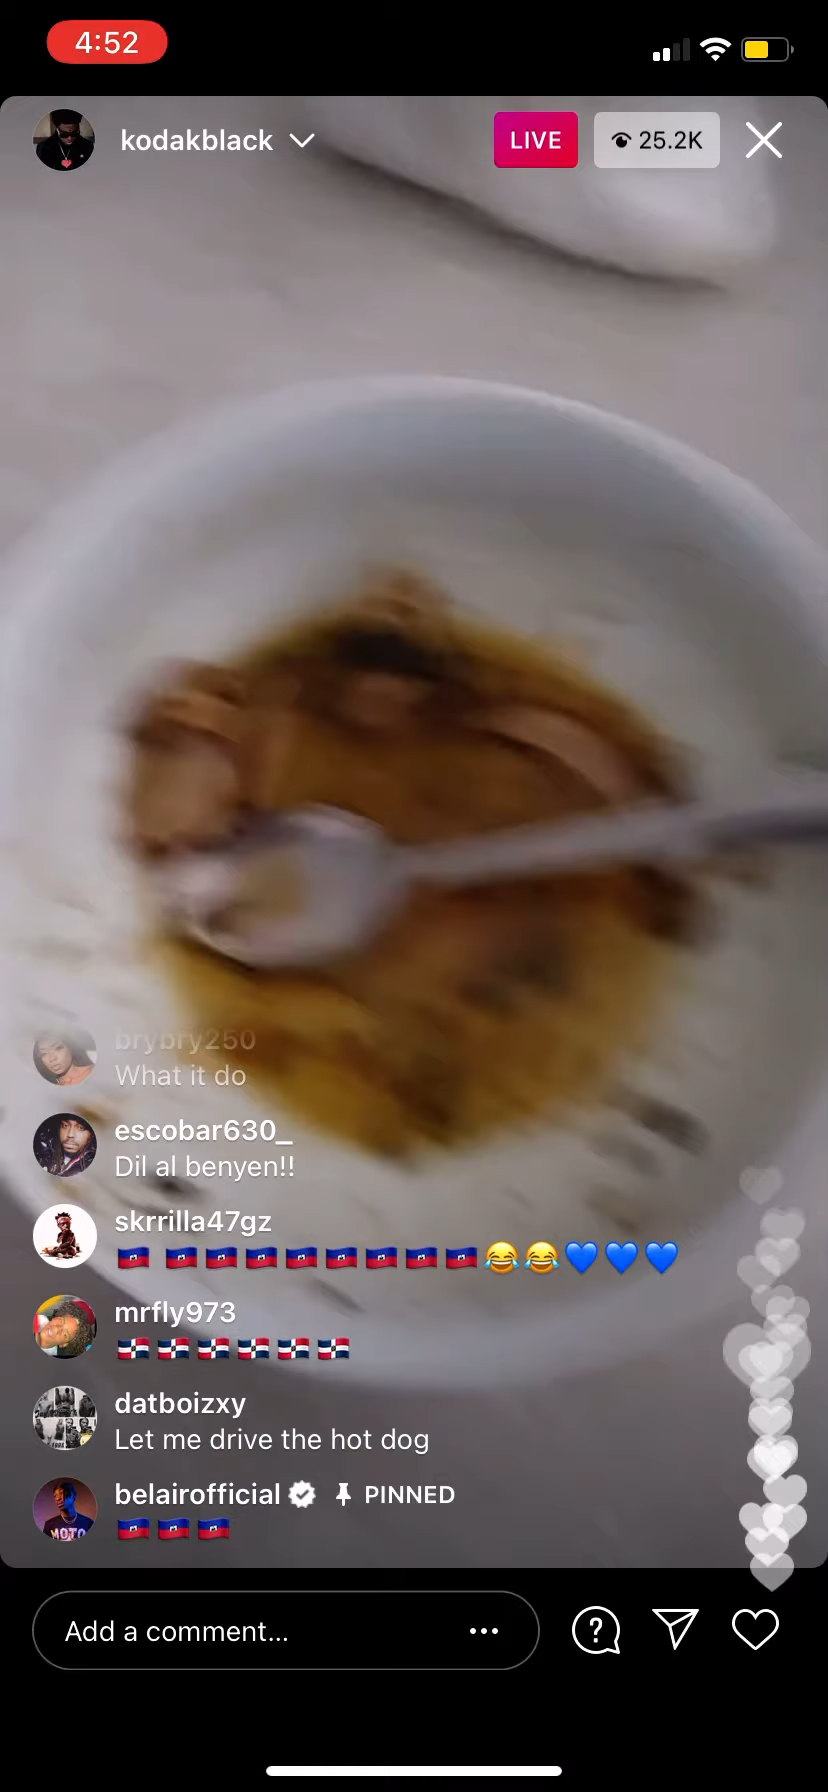 4:52
kodakblack
LIVE
25.2K
brybry250
What it do
escobar630_
Dil al benyen!!
skrrilla47gz
🇭🇹 🇭🇹🇭🇹🇭🇹🇭🇹🇭🇹🇭🇹🇭🇹🇭🇹😂😂💙💙💙
mrfly973
🇩🇴🇩🇴🇩🇴🇩🇴🇩🇴🇩🇴
datboizxy
Let me drive the hot dog
belairofficial PINNED
🇭🇹🇭🇹🇭🇹
MOTO
Add a comment...